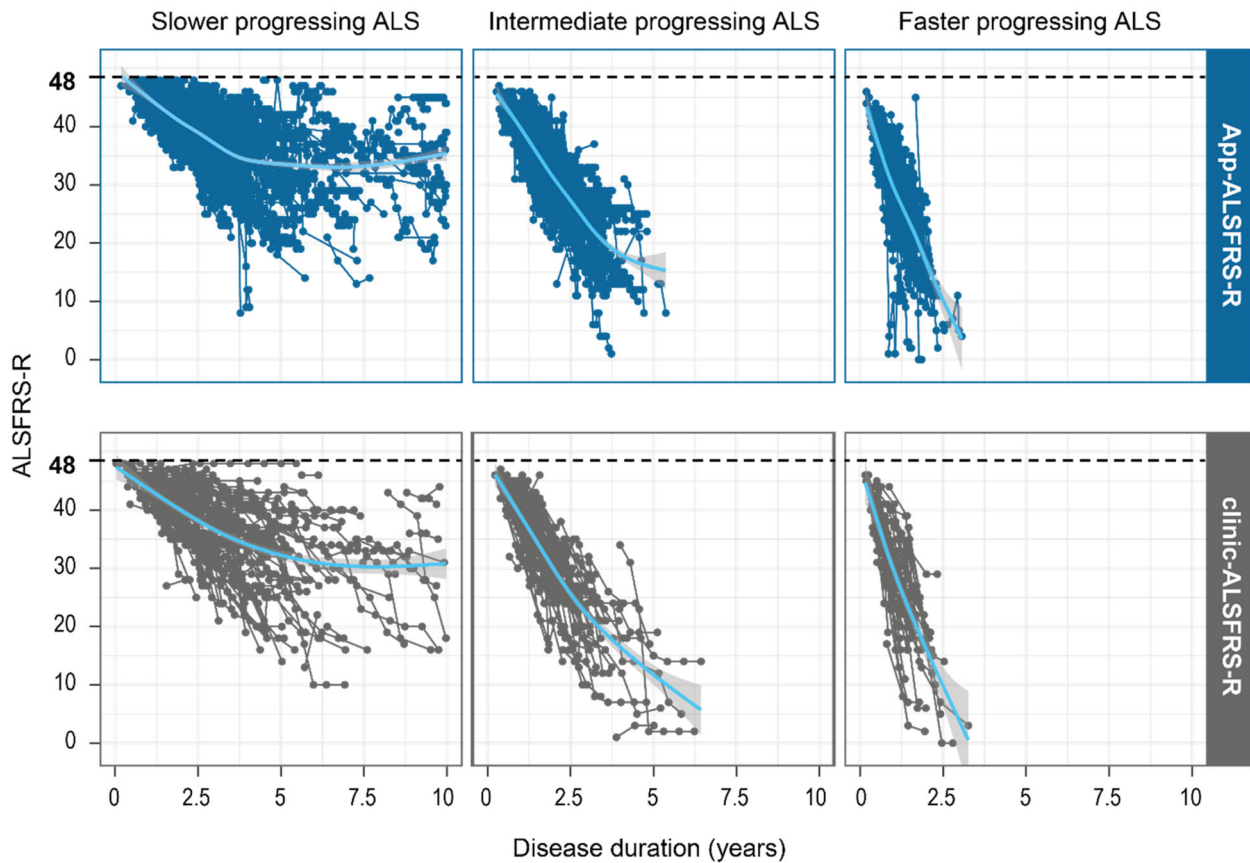 Slower progressing ALS
Intermediate progressing ALS
Faster progressing ALS
48
40
30
20
10
0
App-ALSFRS-R
ALSFRS-R
48
40
30
20
10
0
clinic-ALSFRS-R
0 2.5 5 7.5 10
0 2.5 5 7.5 10
0 2.5 5 7.5 10
Disease duration (years)